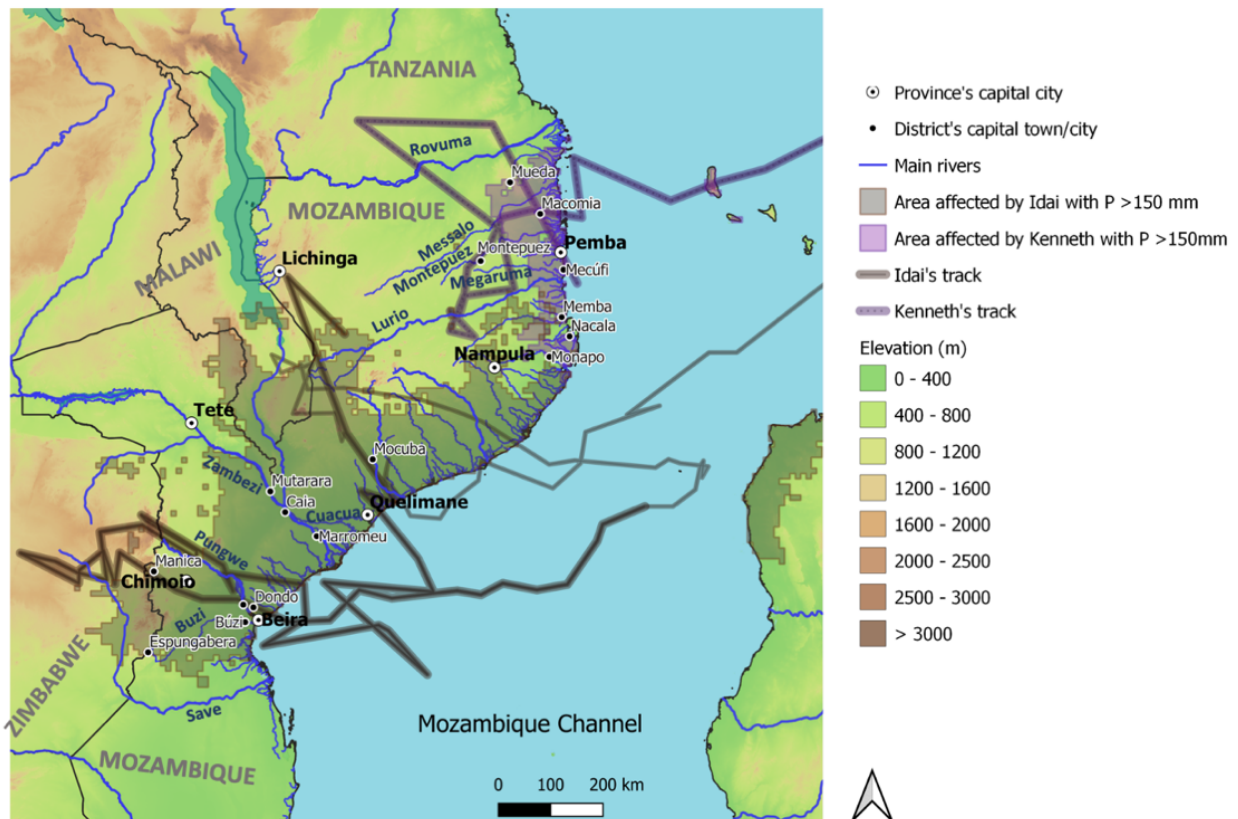 TANZANIA
Rovuma
Mueda
MOZAMBIQUE
Macomia
Messalo
Pemba
Montepuez
Montepuez
Lichinga
MALAWI
Mecúfi
Megaruma
Memba
Lurio
Nacala
Nampula
Monapo
Tete
Mocuba
Zambezi
Mutarara
Caia
Quelimane
Cuacua
Marromeu
Púngwe
Manica
Chimoio
Dondo
Búzi
Beira
Buzi
Espungabera
ZIMBABWE
Save
Mozambique Channel
MOZAMBIQUE
0 100 200 km
Province's capital city
District's capital town/city
Main rivers
Area affected by Idai with P >150 mm
Area affected by Kenneth with P >150mm
Idai's track
Kenneth's track
Elevation (m)
0 - 400
400 - 800
800 - 1200
1200 - 1600
1600 - 2000
2000 - 2500
2500 - 3000
> 3000